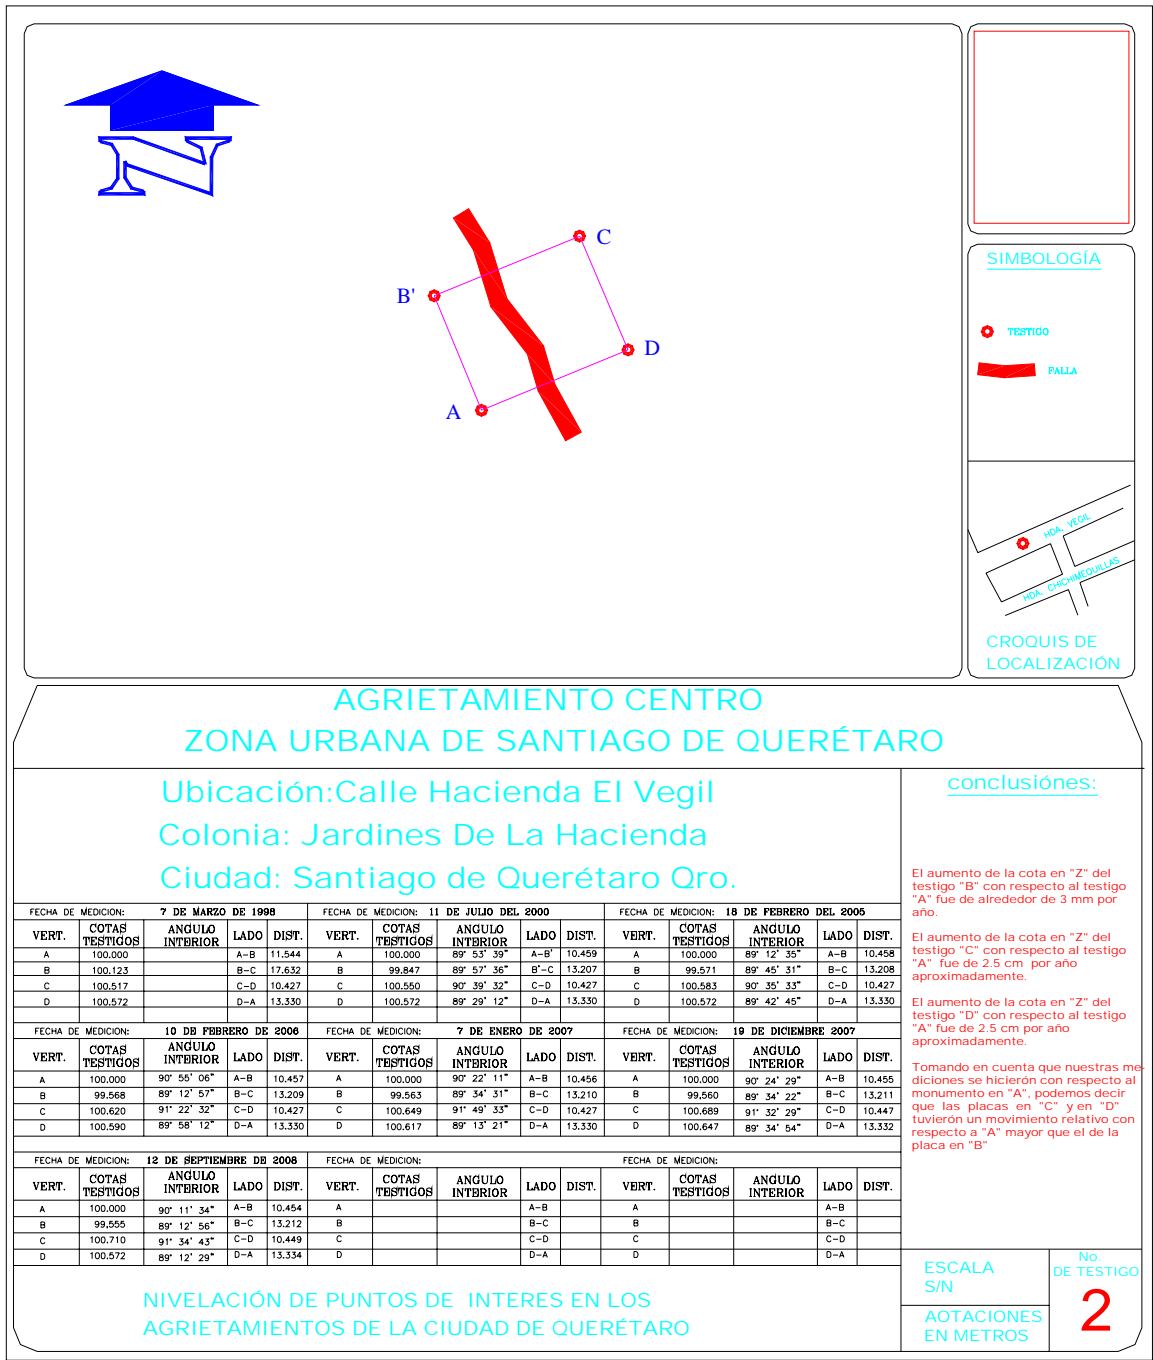 N
C
B'
D
A
SIMBOLOGÍA
TESTIGO
FALLA
HDA. VEGIL
HDA. CHICHIMEQUILLAS
CROQUIS DE
LOCALIZACIÓN
AGRIETAMIENTO CENTRO
ZONA URBANA DE SANTIAGO DE QUERÉTARO
Ubicación:Calle Hacienda El Vegil
Colonia: Jardines De La Hacienda
Ciudad: Santiago de Querétaro Qro.
FECHA DE MEDICION: 7 DE MARZO DE 1998 FECHA DE MEDICION: 11 DE JULIO DEL 2000 FECHA DE MEDICION: 18 DE FEBRERO DEL 2005
VERT. COTAS TESTIGOS ANGULO INTERIOR LADO DIST. VERT. COTAS TESTIGOS ANGULO INTERIOR LADO DIST. VERT. COTAS TESTIGOS ANGULO INTERIOR LADO DIST.
A 100.000 A-B 11.544 A 100.000 89° 53' 39" A-B' 10.459 A 100.000 89° 12' 35" A-B 10.458
B 100.123 B-C 17.632 B 99.847 89° 57' 36" B'-C 13.207 B 99.571 89° 45' 31" B-C 13.208
C 100.517 C-D 10.427 C 100.550 90° 39' 32" C-D 10.427 C 100.583 90° 35' 33" C-D 10.427
D 100.572 D-A 13.330 D 100.572 89° 29' 12" D-A 13.330 D 100.572 89° 42' 45" D-A 13.330
FECHA DE MEDICION: 10 DE FEBRERO DE 2006 FECHA DE MEDICION: 7 DE ENERO DE 2007 FECHA DE MEDICION: 19 DE DICIEMBRE 2007
VERT. COTAS TESTIGOS ANGULO INTERIOR LADO DIST. VERT. COTAS TESTIGOS ANGULO INTERIOR LADO DIST. VERT. COTAS TESTIGOS ANGULO INTERIOR LADO DIST.
A 100.000 90° 55' 06" A-B 10.457 A 100.000 90° 22' 11" A-B 10.456 A 100.000 90° 24' 29" A-B 10.455
B 99.568 89° 12' 57" B-C 13.209 B 99.563 89° 34' 31" B-C 13.210 B 99,560 89° 34' 22" B-C 13.211
C 100.620 91° 22' 32" C-D 10.427 C 100.649 91° 49' 33" C-D 10.427 C 100.689 91° 32' 29" C-D 10.447
D 100.590 89° 58' 12" D-A 13.330 D 100.617 89° 13' 21" D-A 13.330 D 100.647 89° 34' 54" D-A 13.332
FECHA DE MEDICION: 12 DE SEPTIEMBRE DE 2008 FECHA DE MEDICION: FECHA DE MEDICION:
VERT. COTAS TESTIGOS ANGULO INTERIOR LADO DIST. VERT. COTAS TESTIGOS ANGULO INTERIOR LADO DIST. VERT. COTAS TESTIGOS ANGULO INTERIOR LADO DIST.
A 100.000 90° 11' 34" A-B 10.454 A A-B A A-B
B 99,555 89° 12' 56" B-C 13.212 B B-C B B-C
C 100.710 91° 34' 43" C-D 10.449 C C-D C C-D
D 100.572 89° 12' 29" D-A 13.334 D D-A D D-A
NIVELACIÓN DE PUNTOS DE INTERES EN LOS
AGRIETAMIENTOS DE LA CIUDAD DE QUERÉTARO
conclusiónes:
El aumento de la cota en "Z" del
testigo "B" con respecto al testigo
"A" fue de alrededor de 3 mm por
año.
El aumento de la cota en "Z" del
testigo "C" con respecto al testigo
"A" fue de 2.5 cm por año
aproximadamente.
El aumento de la cota en "Z" del
testigo "D" con respecto al testigo
"A" fue de 2.5 cm por año
aproximadamente.
Tomando en cuenta que nuestras me-
diciones se hicierón con respecto al
monumento en "A", podemos decir
que las placas en "C" y en "D"
tuvierón un movimiento relativo con
respecto a "A" mayor que el de la
placa en "B"
ESCALA
S/N
AOTACIONES
EN METROS
No.
DE TESTIGO
2